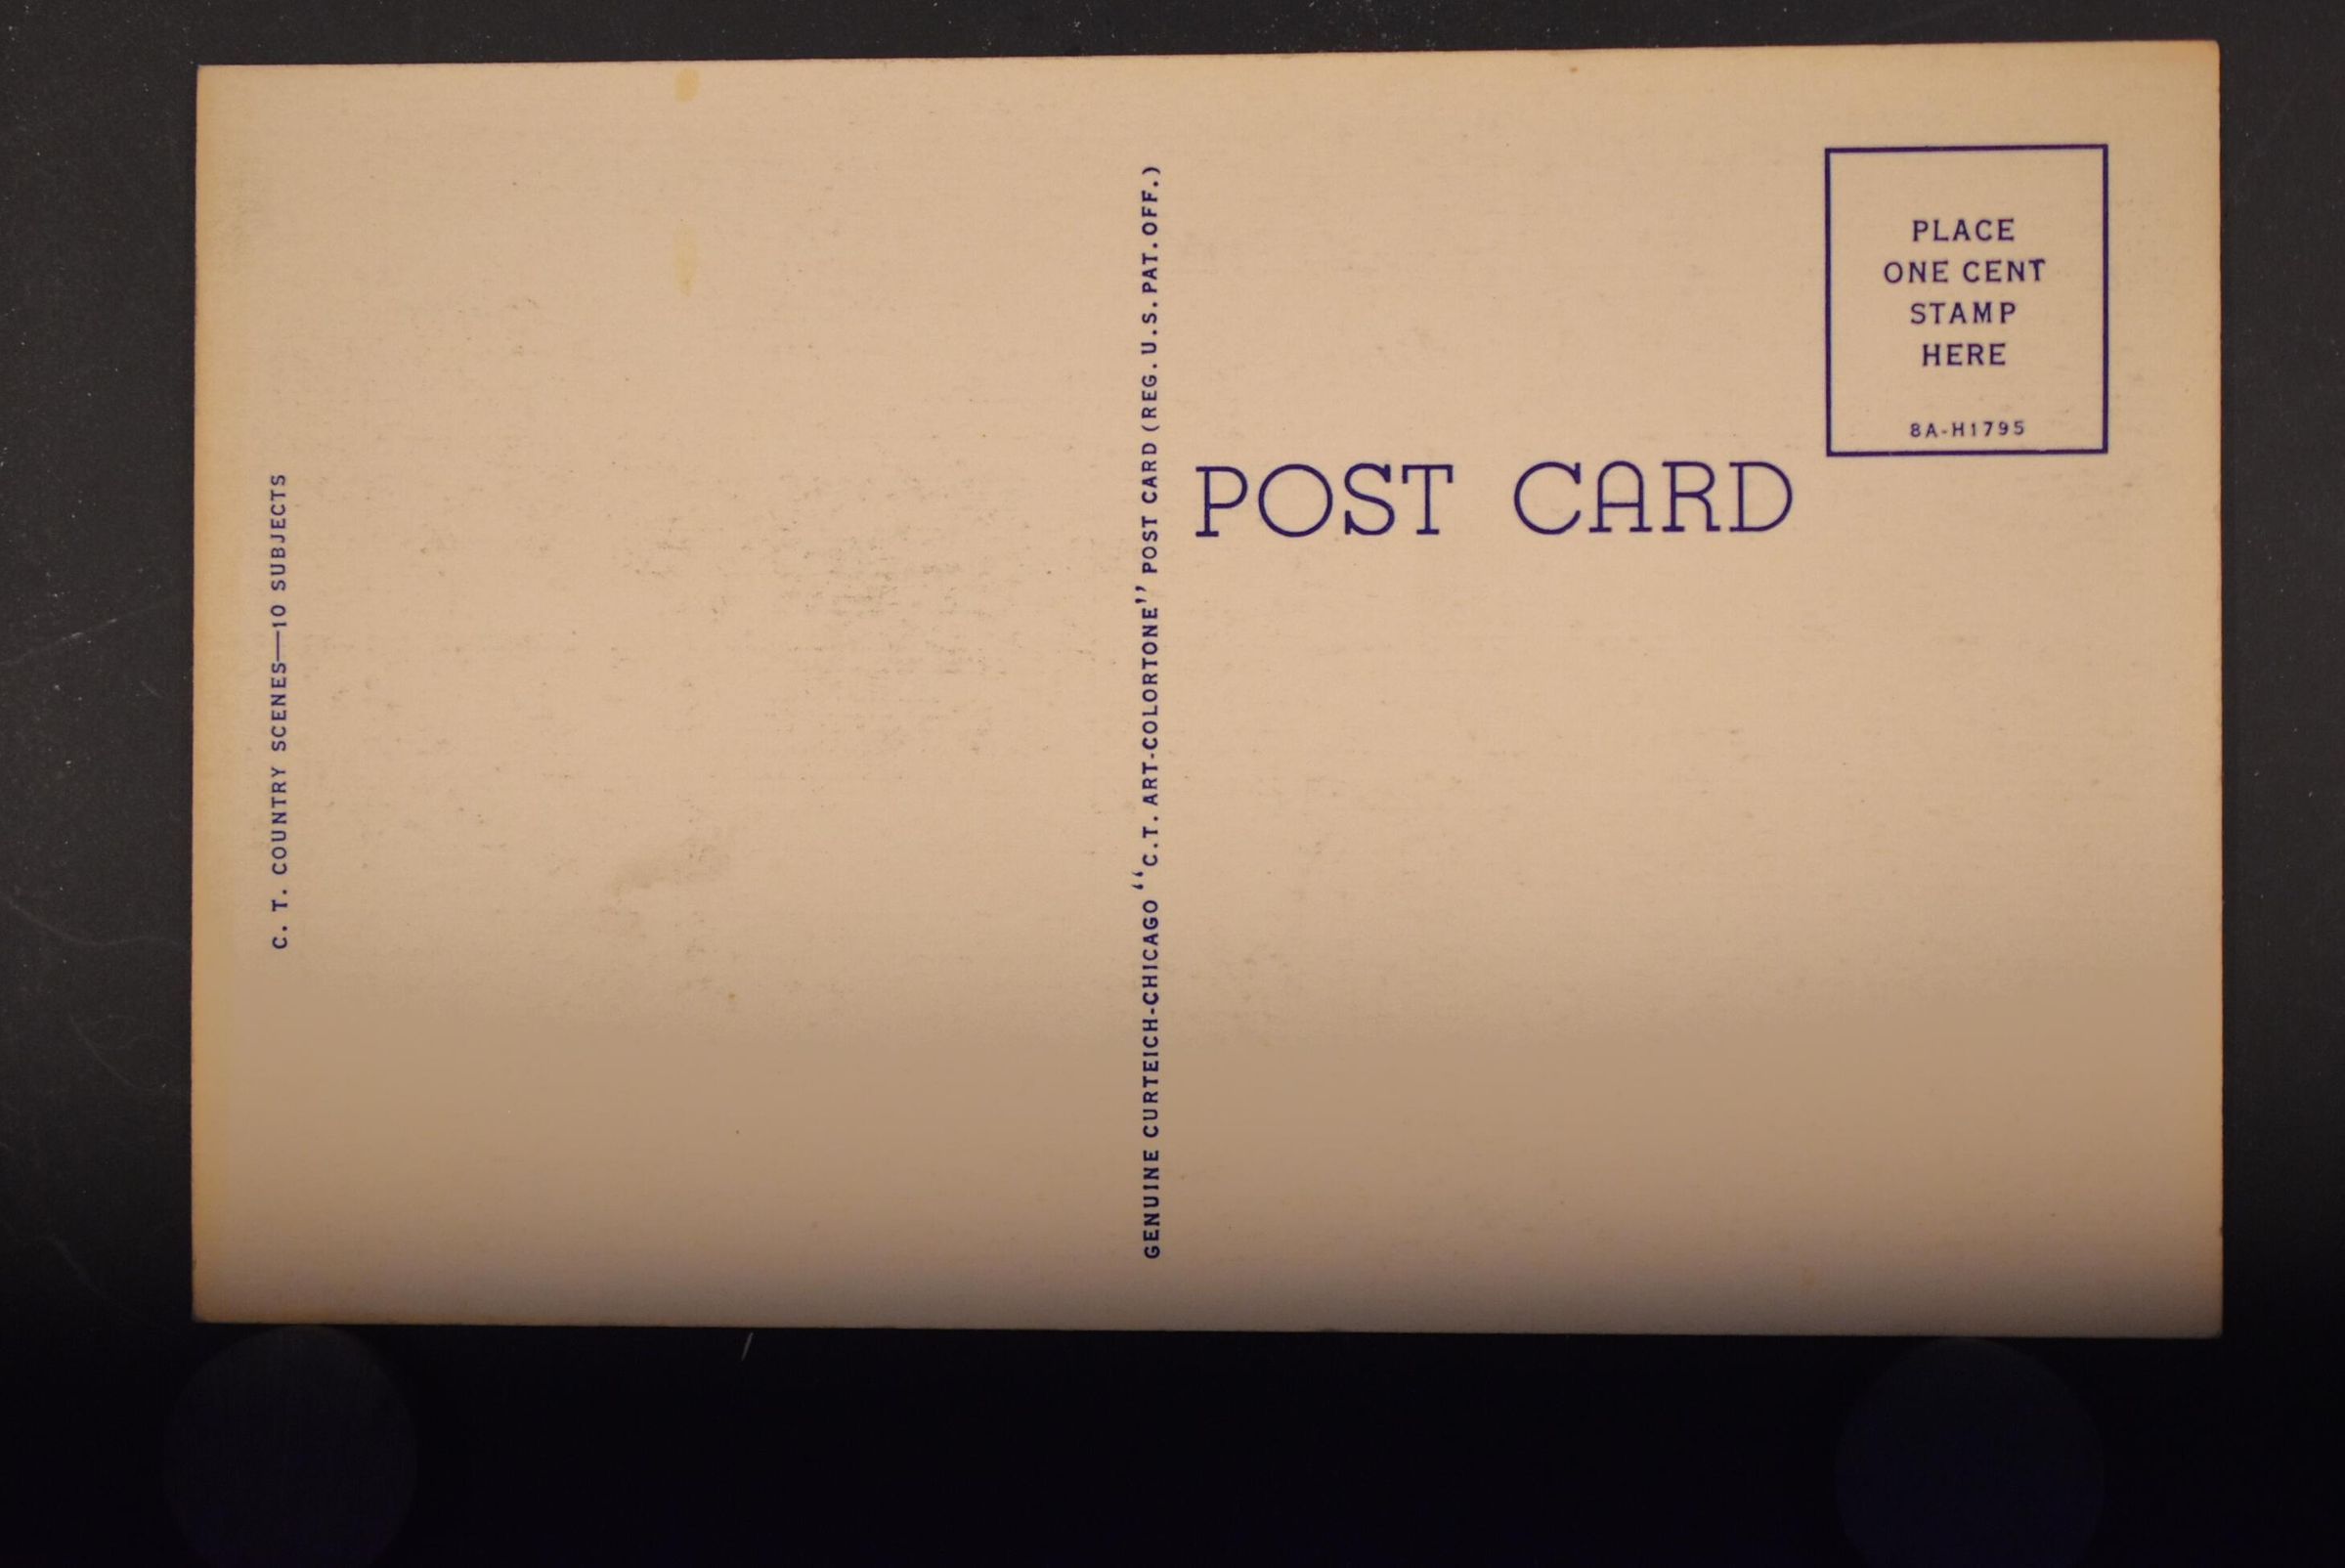 C. T. COUNTRY SCENES—10 SUBJECTS
GENUINE CURTEICH-CHICAGO “C.T. ART-COLORTONE” POST CARD (REG. U.S. PAT. OFF.)
POST CARD
PLACE
ONE CENT
STAMP
HERE
8A-H1795